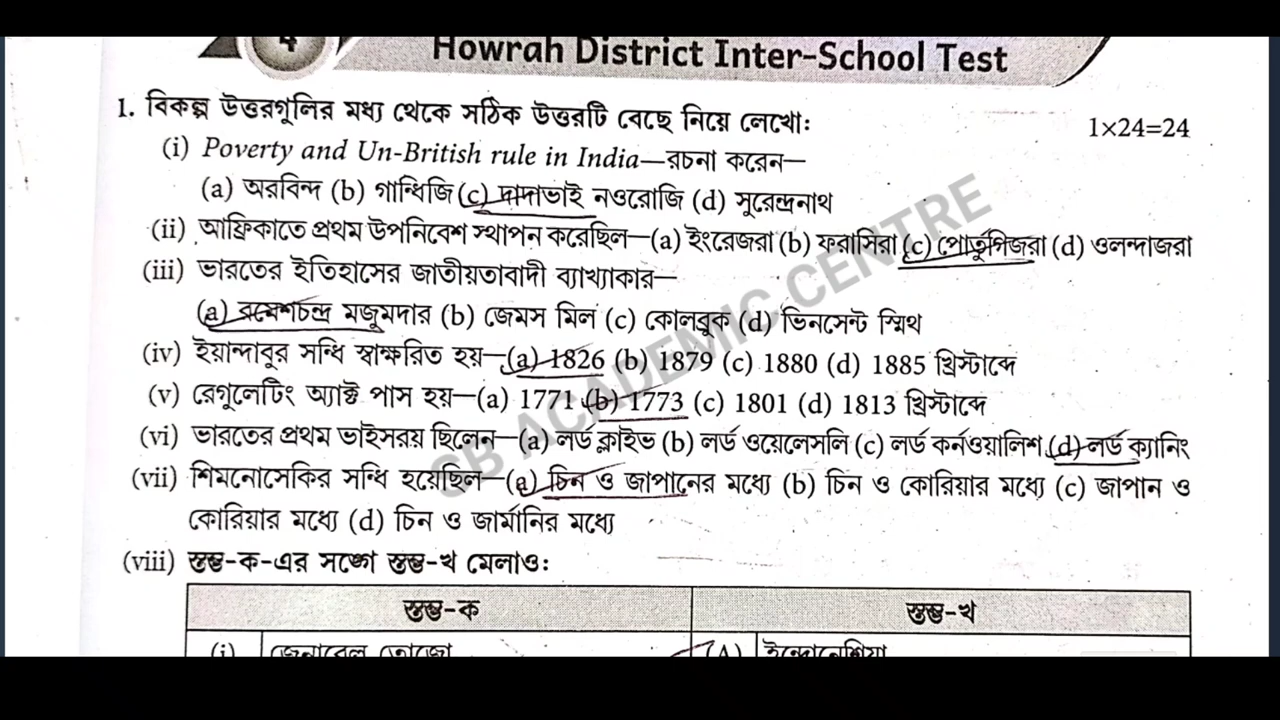 4
Howrah District Inter-School Test
1. বিকল্প উত্তরগুলির মধ্য থেকে সঠিক উত্তরটি বেছে নিয়ে লেখো:
1×24=24
(i) Poverty and Un-British rule in India—রচনা করেন—
(a) অরবিন্দ (b) গান্ধিজি (c) দাদাভাই নওরোজি (d) সুরেন্দ্রনাথ
(ii) আফ্রিকাতে প্রথম উপনিবেশ স্থাপন করেছিল—(a) ইংরেজরা (b) ফরাসিরা (c) পোর্তুগিজরা (d) ওলন্দাজরা
(iii) ভারতের ইতিহাসের জাতীয়তাবাদী ব্যাখ্যাকার—
(a) রমেশচন্দ্র মজুমদার (b) জেমস মিল (c) কোলব্রুক (d) ভিনসেন্ট স্মিথ
(iv) ইয়ান্দাবুর সন্ধি স্বাক্ষরিত হয়—(a) 1826 (b) 1879 (c) 1880 (d) 1885 খ্রিস্টাব্দে
(v) রেগুলেটিং অ্যাক্ট পাস হয়—(a) 1771 (b) 1773 (c) 1801 (d) 1813 খ্রিস্টাব্দে
(vi) ভারতের প্রথম ভাইসরয় ছিলেন—(a) লর্ড ক্লাইভ (b) লর্ড ওয়েলেসলি (c) লর্ড কর্নওয়ালিশ (d) লর্ড ক্যানিং
(vii) শিমনোসেকির সন্ধি হয়েছিল—(a) চিন ও জাপানের মধ্যে (b) চিন ও কোরিয়ার মধ্যে (c) জাপান ও
কোরিয়ার মধ্যে (d) চিন ও জার্মানির মধ্যে
(viii) স্তম্ভ-ক-এর সঙ্গে স্তম্ভ-খ মেলাও:
স্তম্ভ-ক স্তম্ভ-খ
(i) জেনারেল তোজো (A) ইন্দোনেশিয়া
CB ACADEMIC CENTRE